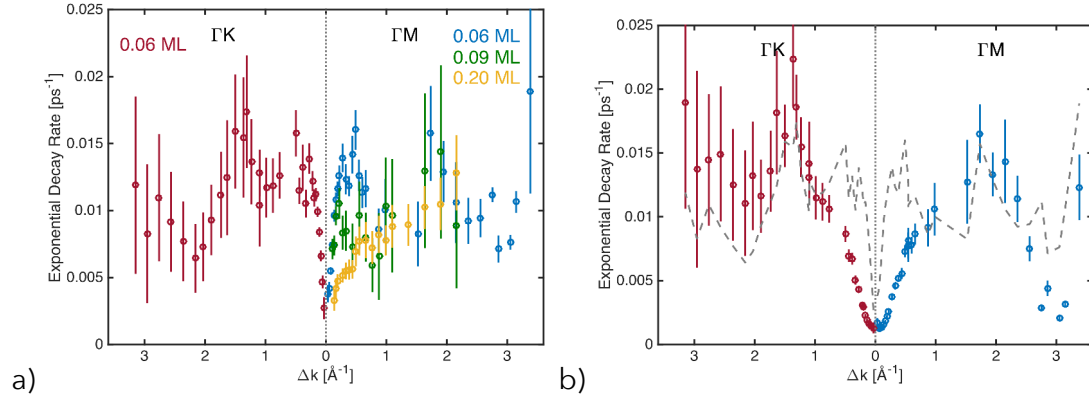 ΓK
ΓM
0.06 ML
0.06 ML
0.09 ML
0.20 ML
Exponential Decay Rate [ps⁻¹]
0.025
0.02
0.015
0.01
0.005
0
3 2 1 0 1 2 3
Δk [Å⁻¹]
a)
ΓK
ΓM
Exponential Decay Rate [ps⁻¹]
0.025
0.02
0.015
0.01
0.005
0
3 2 1 0 1 2 3
Δk [Å⁻¹]
b)